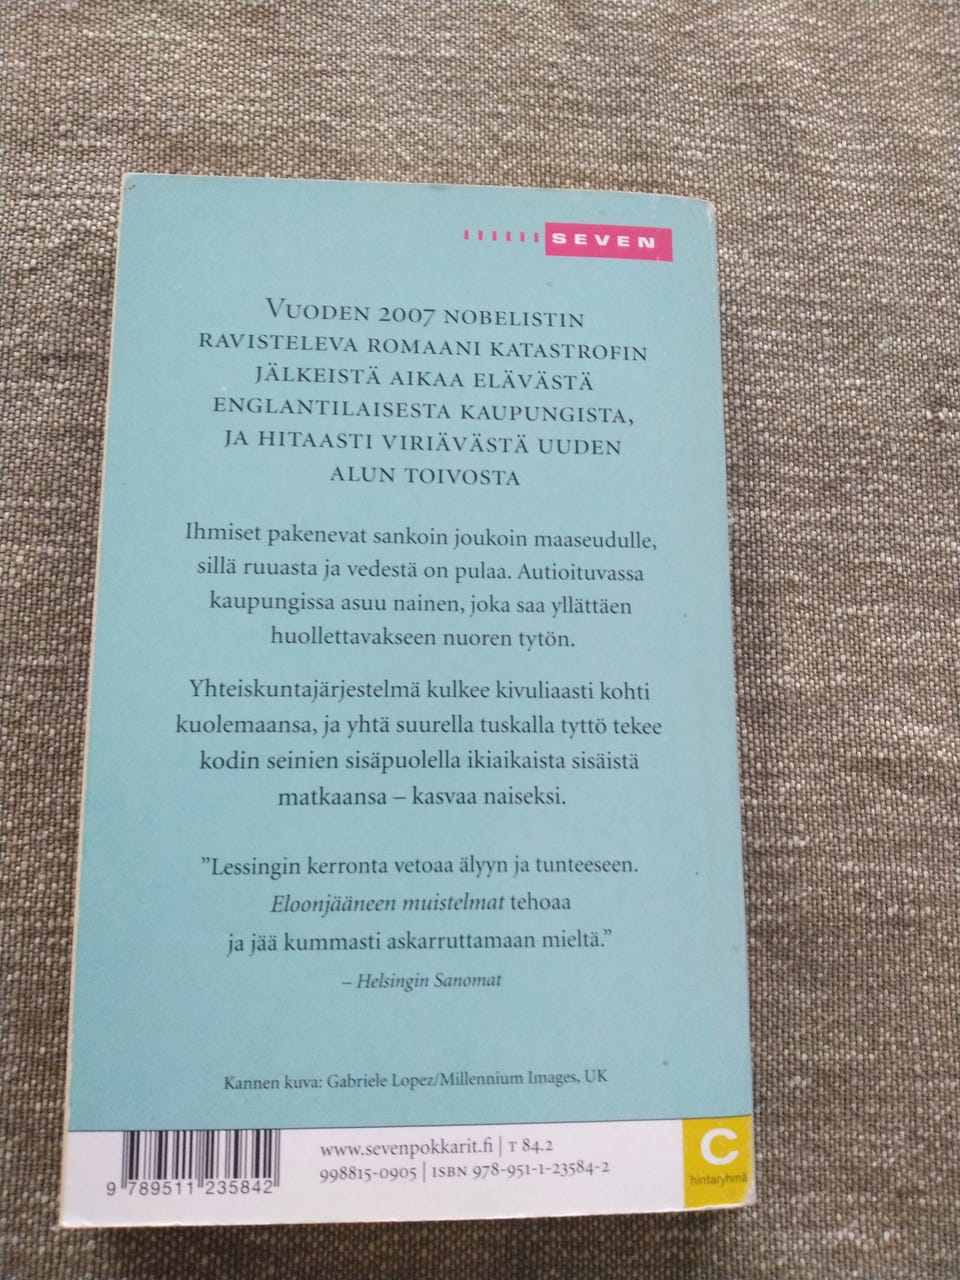 SEVEN
VUODEN 2007 NOBELISTIN
RAVISTELEVA ROMAANI KATASTROFIN
JÄLKEISTÄ AIKAA ELÄVÄSTÄ
ENGLANTILAISESTA KAUPUNGISTA,
JA HITAASTI VIRIÄVÄSTÄ UUDEN
ALUN TOIVOSTA
Ihmiset pakenevat sankoin joukoin maaseudulle,
sillä ruuasta ja vedestä on pulaa. Autioituvassa
kaupungissa asuu nainen, joka saa yllättäen
huollettavakseen nuoren tytön.
Yhteiskuntajärjestelmä kulkee kivuliaasti kohti
kuolemaansa, ja yhtä suurella tuskalla tyttö tekee
kodin seinien sisäpuolella ikiaikaista sisäistä
matkaansa – kasvaa naiseksi.
”Lessingin kerronta vetoaa älyyn ja tunteeseen.
Eloonjääneen muistelmat tehoaa
ja jää kummasti askarruttamaan mieltä.”
– Helsingin Sanomat
Kannen kuva: Gabriele Lopez/Millennium Images, UK
www.sevenpokkarit.fi | T 84.2
998815-0905 | ISBN 978-951-1-23584-2
9 789511 235842
C
hintaryhmä